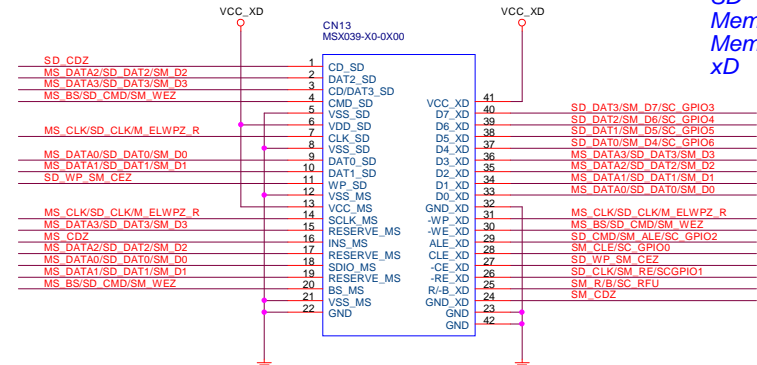 VCC_XD
VCC_XD
SD
Mem
Mem
xD
CN13
MSX039-X0-0X00
SD_CDZ 1 CD_SD
MS_DATA2/SD_DAT2/SM_D2 2 DAT2_SD
MS_DATA3/SD_DAT3/SM_D3 3 CD/DAT3_SD
MS_BS/SD_CMD/SM_WEZ 4 CMD_SD
5 VSS_SD
6 VDD_SD
MS_CLK/SD_CLK/M_ELWPZ_R 7 CLK_SD
8 VSS_SD
MS_DATA0/SD_DAT0/SM_D0 9 DAT0_SD
MS_DATA1/SD_DAT1/SM_D1 10 DAT1_SD
SD_WP_SM_CEZ 11 WP_SD
12 VSS_MS
13 VCC_MS
MS_CLK/SD_CLK/M_ELWPZ_R 14 SCLK_MS
MS_DATA3/SD_DAT3/SM_D3 15 RESERVE_MS
MS_CDZ 16 INS_MS
MS_DATA2/SD_DAT2/SM_D2 17 RESERVE_MS
MS_DATA0/SD_DAT0/SM_D0 18 SDIO_MS
MS_DATA1/SD_DAT1/SM_D1 19 RESERVE_MS
MS_BS/SD_CMD/SM_WEZ 20 BS_MS
21 VSS_MS
22 GND
VCC_XD 41
D7_XD 40 SD_DAT3/SM_D7/SC_GPIO3
D6_XD 39 SD_DAT2/SM_D6/SC_GPIO4
D5_XD 38 SD_DAT1/SM_D5/SC_GPIO5
D4_XD 37 SD_DAT0/SM_D4/SC_GPIO6
D3_XD 36 MS_DATA3/SD_DAT3/SM_D3
D2_XD 35 MS_DATA2/SD_DAT2/SM_D2
D1_XD 34 MS_DATA1/SD_DAT1/SM_D1
D0_XD 33 MS_DATA0/SD_DAT0/SM_D0
GND_XD 32
-WP_XD 31 MS_CLK/SD_CLK/M_ELWPZ_R
-WE_XD 30 MS_BS/SD_CMD/SM_WEZ
ALE_XD 29 SD_CMD/SM_ALE/SC_GPIO2
CLE_XD 28 SM_CLE/SC_GPIO0
-CE_XD 27 SD_WP_SM_CEZ
-RE_XD 26 SD_CLK/SM_RE/SCGPIO1
R/-B_XD 25 SM_R/B/SC_RFU
GND_XD 24 SM_CDZ
GND 23
GND 42